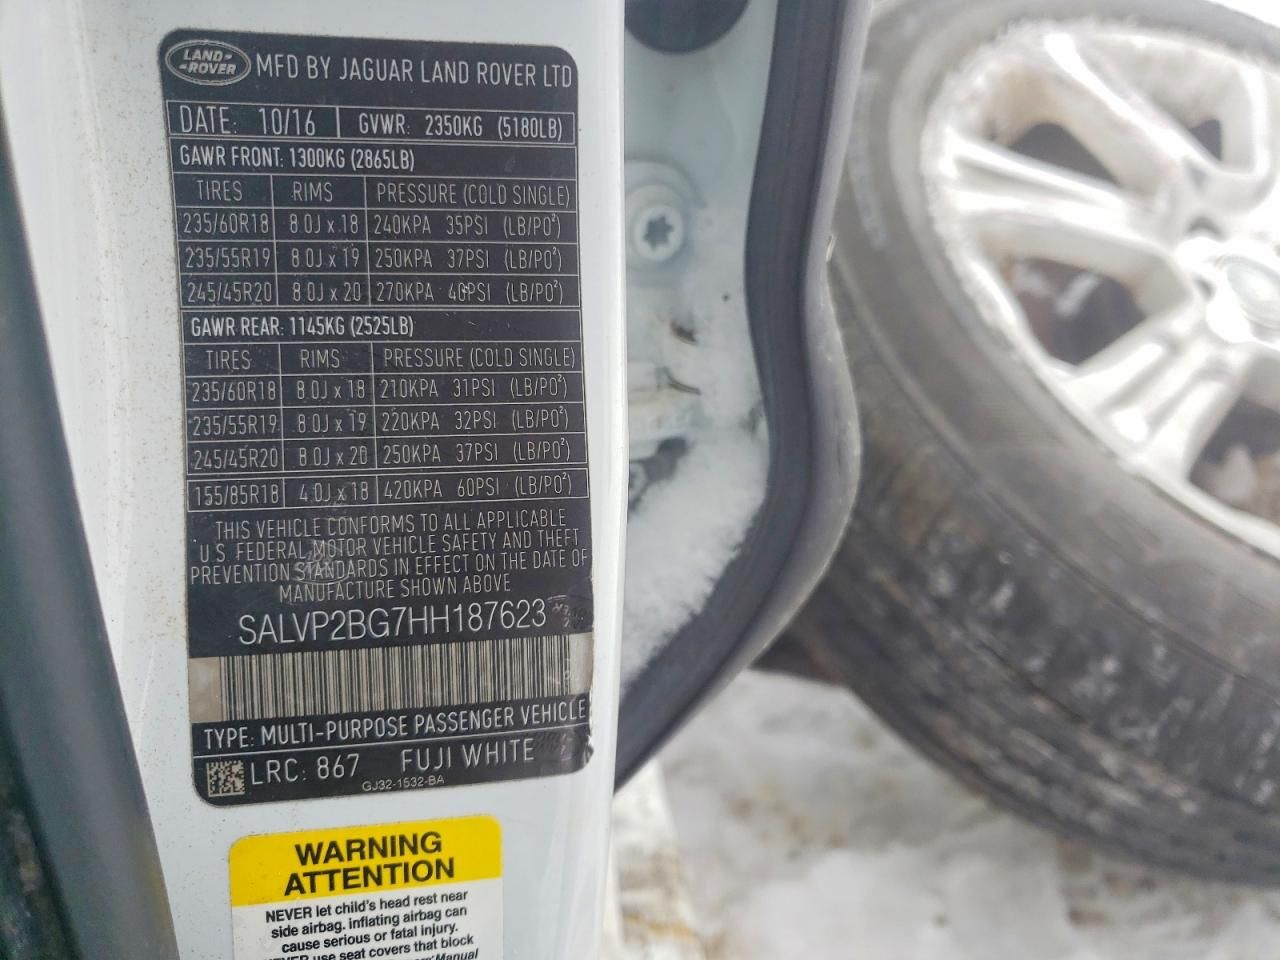 LAND-
-ROVER
MFD BY JAGUAR LAND ROVER LTD
DATE: 10/16 GVWR: 2350KG (5180LB)
GAWR FRONT: 1300KG (2865LB)
TIRES RIMS PRESSURE (COLD SINGLE)
235/60R18 8.0J x 18 240KPA 35PSI (LB/PO²)
235/55R19 8.0J x 19 250KPA 37PSI (LB/PO²)
245/45R20 8.0J x 20 270KPA 40PSI (LB/PO²)
GAWR REAR: 1145KG (2525LB)
TIRES RIMS PRESSURE (COLD SINGLE)
235/60R18 8.0J x 18 210KPA 31PSI (LB/PO²)
235/55R19 8.0J x 19 220KPA 32PSI (LB/PO²)
245/45R20 8.0J x 20 250KPA 37PSI (LB/PO²)
155/85R18 4.0J x 18 420KPA 60PSI (LB/PO²)
THIS VEHICLE CONFORMS TO ALL APPLICABLE
U.S. FEDERAL MOTOR VEHICLE SAFETY AND THEFT
PREVENTION STANDARDS IN EFFECT ON THE DATE OF
MANUFACTURE SHOWN ABOVE
SALVP2BG7HH187623
TYPE: MULTI-PURPOSE PASSENGER VEHICLE
LRC: 867 FUJI WHITE
GJ32-1532-BA
WARNING
ATTENTION
NEVER let child's head rest near
side airbag. inflating airbag can
cause serious or fatal injury.
NEVER use seat covers that block
Manual